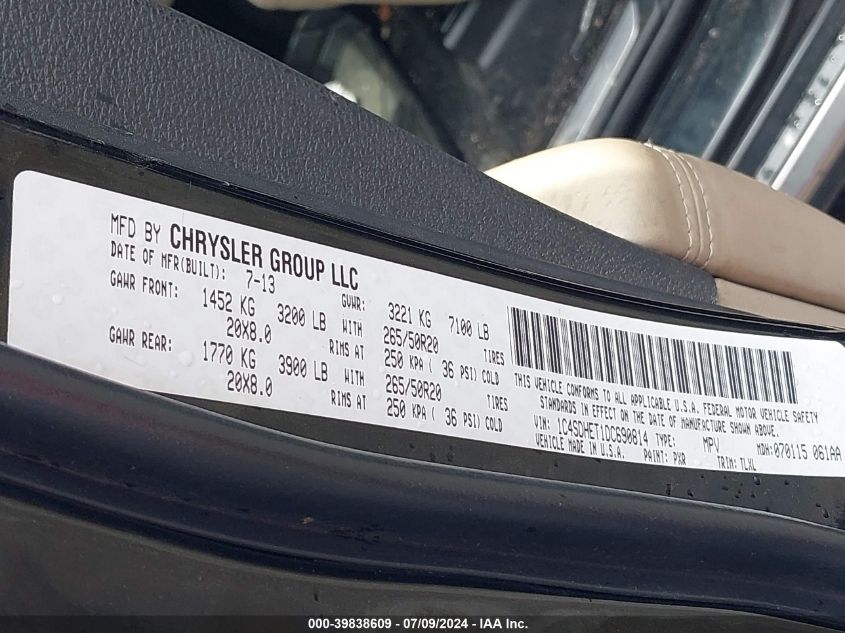 MFD BY CHRYSLER GROUP LLC
DATE OF MFR(BUILT): 7-13 GVWR: 3221 KG 7100 LB
GAWR FRONT: 1452 KG 3200 LB WITH 265/50R20 TIRES
20X8.0 RIMS AT 250 KPA ( 36 PSI) COLD
GAWR REAR: 1770 KG 3900 LB WITH 265/50R20 TIRES
20X8.0 RIMS AT 250 KPA ( 36 PSI) COLD
THIS VEHICLE CONFORMS TO ALL APPLICABLE U.S.A. FEDERAL MOTOR VEHICLE SAFETY
STANDARDS IN EFFECT ON THE DATE OF MANUFACTURE SHOWN ABOVE.
VIN: 1C4SDHET1DC690814 TYPE: MPV MDH:070115 061AA
VEHICLE MADE IN U.S.A. PAINT: PXR TRIM: TLXL
000-39838609 / 07/09/2024 - IAA Inc.